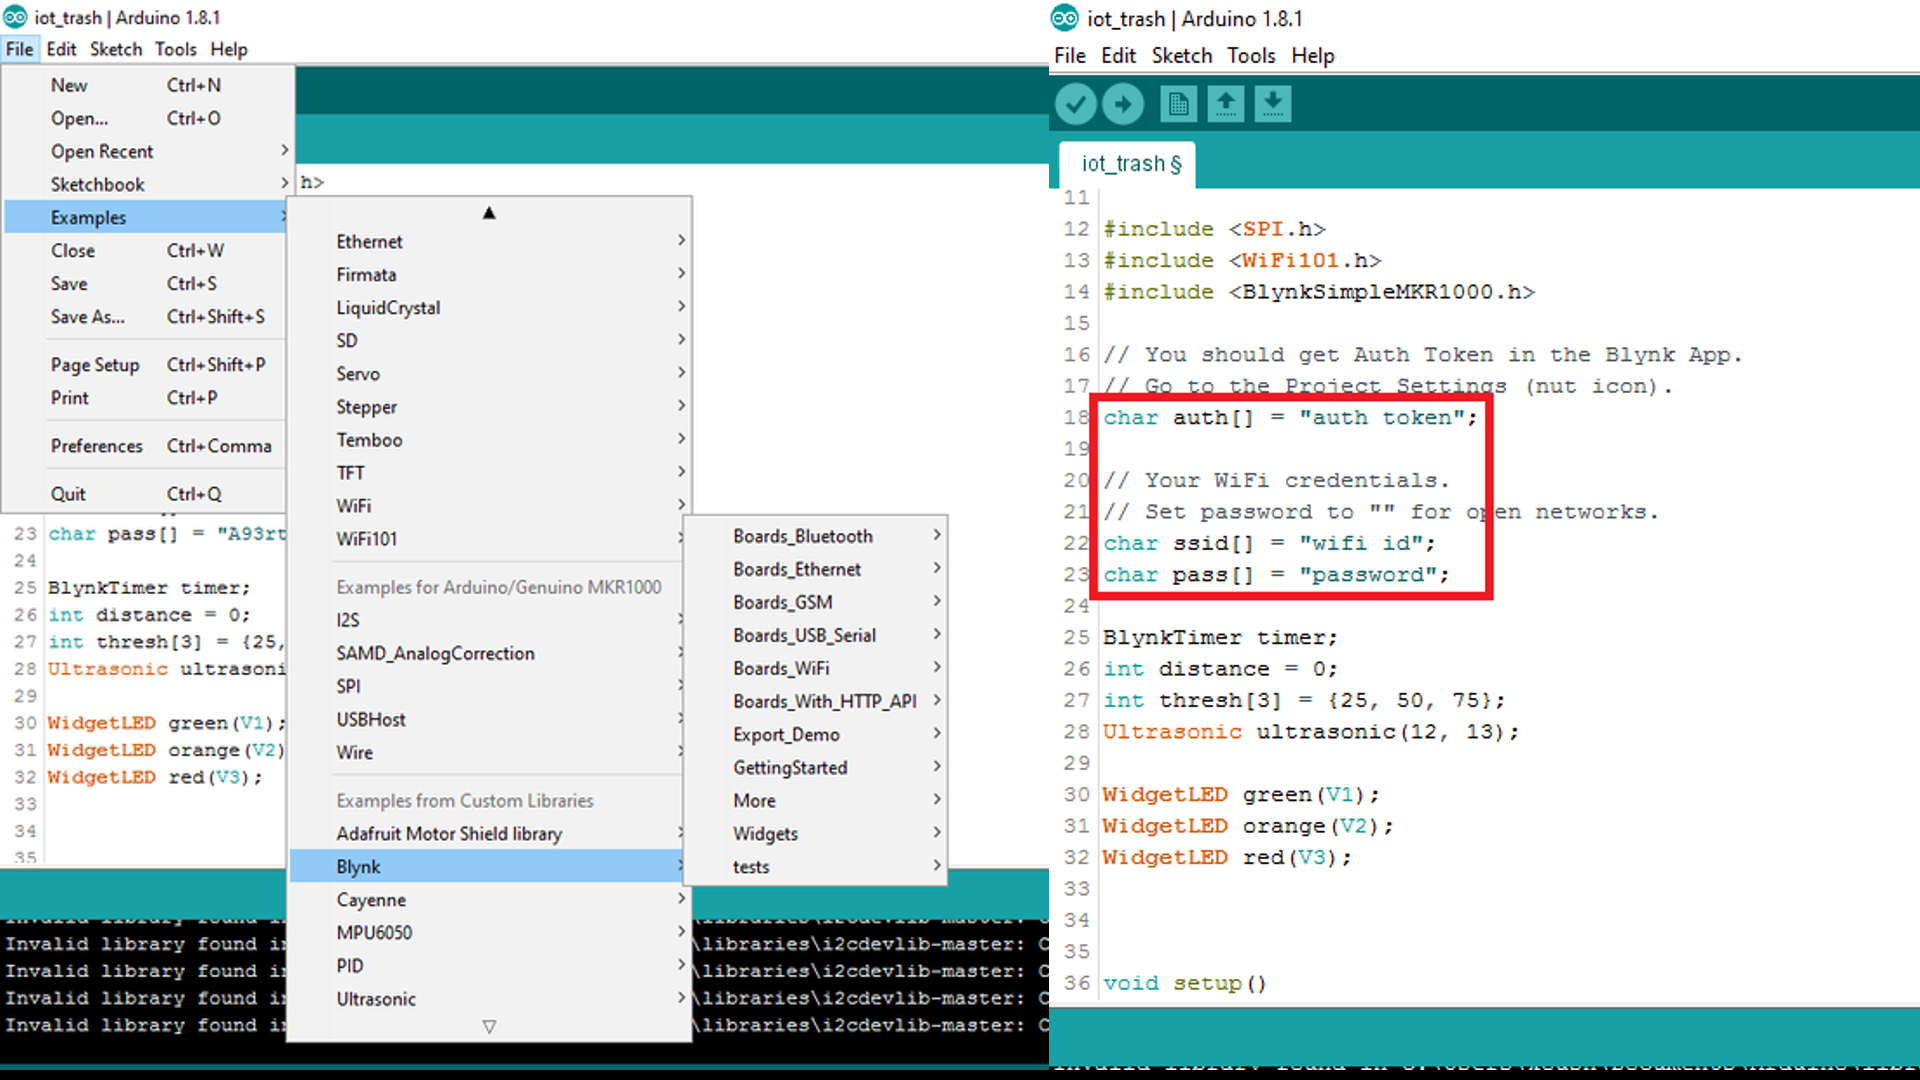 iot_trash | Arduino 1.8.1
File Edit Sketch Tools Help
New Ctrl+N
Open... Ctrl+O
Open Recent
Sketchbook
Examples
Close Ctrl+W
Save Ctrl+S
Save As... Ctrl+Shift+S
Page Setup Ctrl+Shift+P
Print Ctrl+P
Preferences Ctrl+Comma
Quit Ctrl+Q
h>
23 char pass[] = "A93rt
24
25 BlynkTimer timer;
26 int distance = 0;
27 int thresh[3] = {25,
28 Ultrasonic ultrasoni
29
30 WidgetLED green(V1);
31 WidgetLED orange(V2)
32 WidgetLED red(V3);
33
34
35
Ethernet
Firmata
LiquidCrystal
SD
Servo
Stepper
Temboo
TFT
WiFi
WiFi101
Examples for Arduino/Genuino MKR1000
I2S
SAMD_AnalogCorrection
SPI
USBHost
Wire
Examples from Custom Libraries
Adafruit Motor Shield library
Blynk
Cayenne
MPU6050
PID
Ultrasonic
Boards_Bluetooth
Boards_Ethernet
Boards_GSM
Boards_USB_Serial
Boards_WiFi
Boards_With_HTTP_API
Export_Demo
GettingStarted
More
Widgets
tests
Invalid library found in \libraries\i2cdevlib-master: C
Invalid library found in \libraries\i2cdevlib-master: C
Invalid library found in \libraries\i2cdevlib-master: C
Invalid library found in \libraries\i2cdevlib-master: C
Invalid library found in \libraries\i2cdevlib-master: C
iot_trash | Arduino 1.8.1
File Edit Sketch Tools Help
iot_trash §
11
12 #include <SPI.h>
13 #include <WiFi101.h>
14 #include <BlynkSimpleMKR1000.h>
15
16 // You should get Auth Token in the Blynk App.
17 // Go to the Project Settings (nut icon).
18 char auth[] = "auth token";
19
20 // Your WiFi credentials.
21 // Set password to "" for open networks.
22 char ssid[] = "wifi id";
23 char pass[] = "password";
24
25 BlynkTimer timer;
26 int distance = 0;
27 int thresh[3] = {25, 50, 75};
28 Ultrasonic ultrasonic(12, 13);
29
30 WidgetLED green(V1);
31 WidgetLED orange(V2);
32 WidgetLED red(V3);
33
34
35
36 void setup()